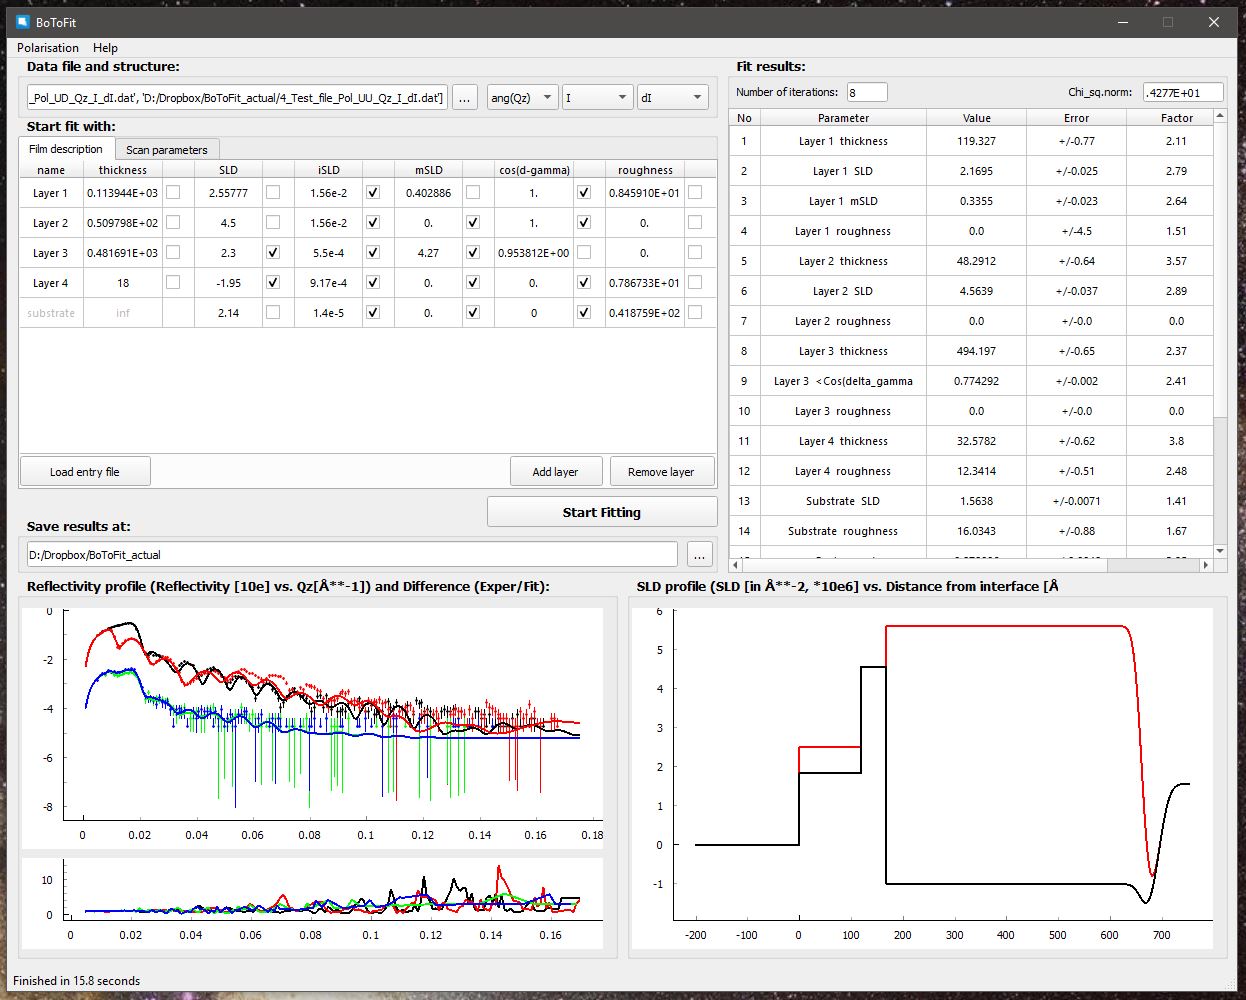 BoToFit
Polarisation Help
Data file and structure:
_Pol_UD_Qz_I_dI.dat', 'D:/Dropbox/BoToFit_actual/4_Test_file_Pol_UU_Qz_I_dI.dat'] ... ang(Qz) I dI
Start fit with:
Film description Scan parameters
name thickness SLD iSLD mSLD cos(d-gamma) roughness
Layer 1 0.113944E+03 2.55777 1.56e-2 0.402886 1. 0.845910E+01
Layer 2 0.509798E+02 4.5 1.56e-2 0. 1. 0.
Layer 3 0.481691E+03 2.3 5.5e-4 4.27 0.953812E+00 0.
Layer 4 18 -1.95 9.17e-4 0. 0. 0.786733E+01
substrate inf 2.14 1.4e-5 0. 0 0.418759E+02
Load entry file Add layer Remove layer
Start Fitting
Save results at:
D:/Dropbox/BoToFit_actual ...
Fit results:
Number of iterations: 8 Chi_sq.norm: .4277E+01
No Parameter Value Error Factor
1 Layer 1 thickness 119.327 +/-0.77 2.11
2 Layer 1 SLD 2.1695 +/-0.025 2.79
3 Layer 1 mSLD 0.3355 +/-0.023 2.64
4 Layer 1 roughness 0.0 +/-4.5 1.51
5 Layer 2 thickness 48.2912 +/-0.64 3.57
6 Layer 2 SLD 4.5639 +/-0.037 2.89
7 Layer 2 roughness 0.0 +/-0.0 0.0
8 Layer 3 thickness 494.197 +/-0.65 2.37
9 Layer 3 <Cos(delta_gamma 0.774292 +/-0.002 2.41
10 Layer 3 roughness 0.0 +/-0.0 0.0
11 Layer 4 thickness 32.5782 +/-0.62 3.8
12 Layer 4 roughness 12.3414 +/-0.51 2.48
13 Substrate SLD 1.5638 +/-0.0071 1.41
14 Substrate roughness 16.0343 +/-0.88 1.67
Reflectivity profile (Reflectivity [10e] vs. Qz[Å**-1]) and Difference (Exper/Fit):
0
-2
-4
-6
-8
0 0.02 0.04 0.06 0.08 0.1 0.12 0.14 0.16 0.18
10
0
0 0.02 0.04 0.06 0.08 0.1 0.12 0.14 0.16
SLD profile (SLD [in Å**-2, *10e6] vs. Distance from interface [Å
6
5
4
3
2
1
0
-1
-200 -100 0 100 200 300 400 500 600 700
Finished in 15.8 seconds